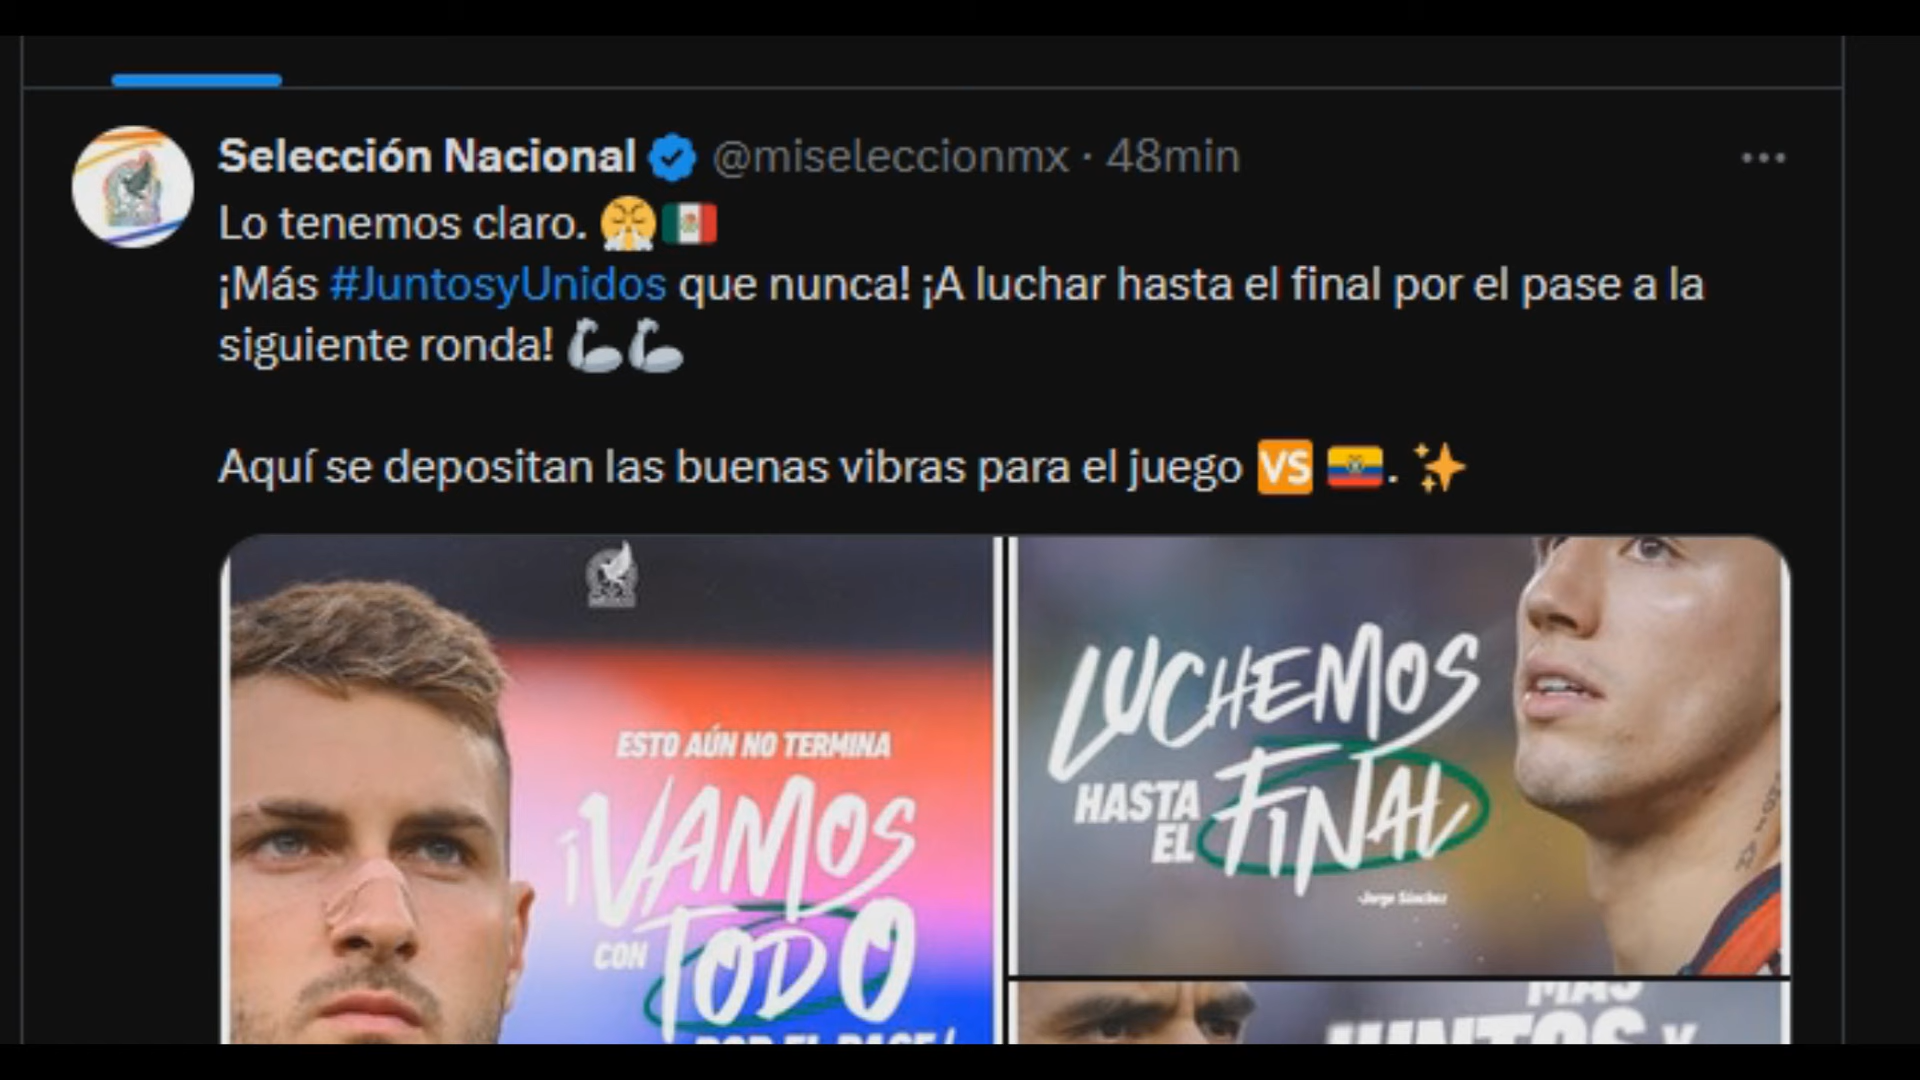 Selección Nacional @miseleccionmx · 48min
Lo tenemos claro. 😤🇲🇽
¡Más #JuntosyUnidos que nunca! ¡A luchar hasta el final por el pase a la
siguiente ronda! 🦾🦾
Aquí se depositan las buenas vibras para el juego 🆚 🇪🇨. ✨
ESTO AÚN NO TERMINA
¡VAMOS
CON TODO
POR EL PASE!
LUCHEMOS
HASTA
EL FINAL
-Jorge Sánchez
MÁS
JUNTOS Y